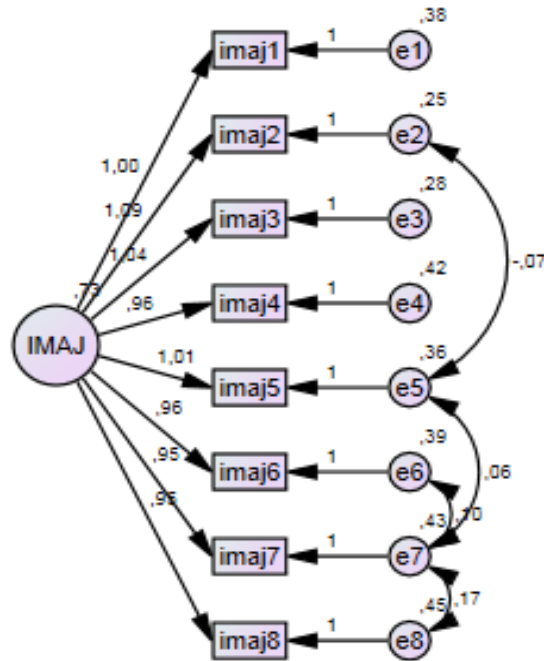 ,38
imaj1 1 e1
,25
1,00
imaj2 1 e2
1,09
,28
imaj3 1 e3
1,04
-,07
,73
,96
,42
imaj4 1 e4
IMAJ
1,01
,36
imaj5 1 e5
,96
,39
,95
imaj6 1 e6
,06
,43
,10
imaj7 1 e7
,45
,17
imaj8 1 e8